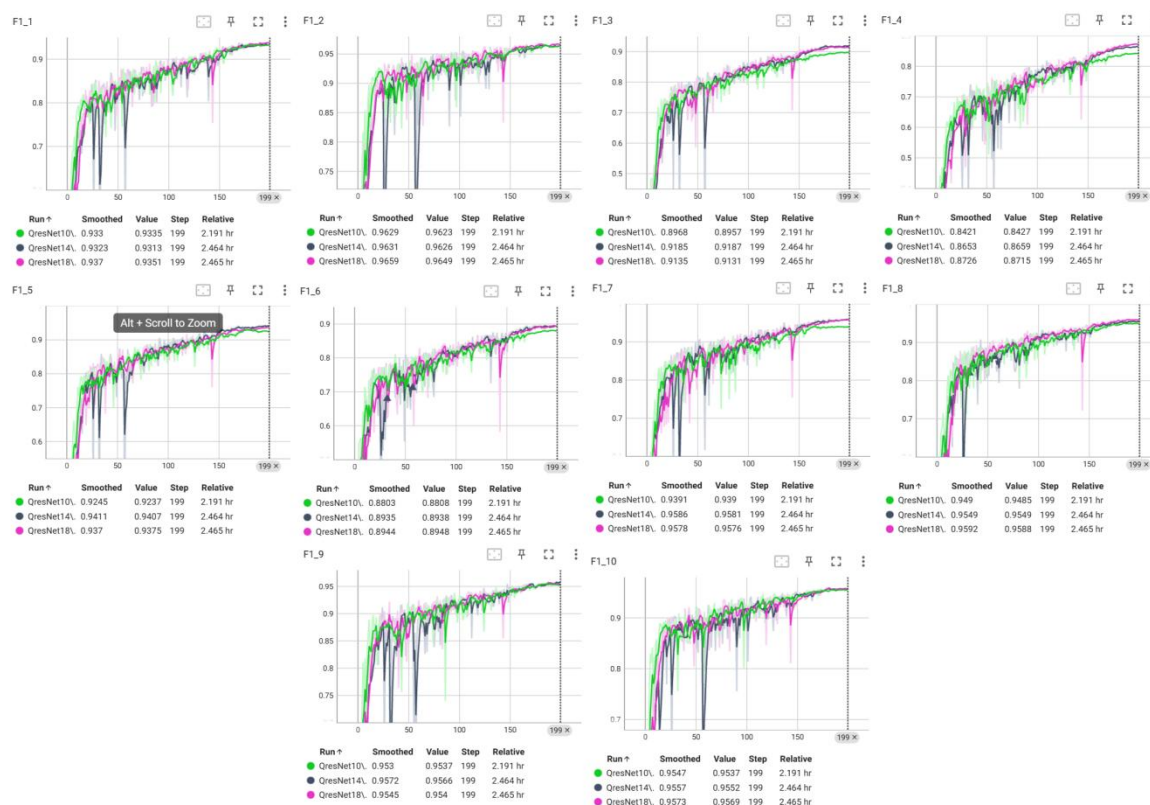 F1_1
0.9
0.8
0.7
0 50 100 150 199 ×
Run ↑ Smoothed Value Step Relative
QresNet10\. 0.933 0.9335 199 2.191 hr
QresNet14\. 0.9323 0.9313 199 2.464 hr
QresNet18\. 0.937 0.9351 199 2.465 hr
F1_2
0.95
0.9
0.85
0.8
0.75
0 50 100 150 199 ×
Run ↑ Smoothed Value Step Relative
QresNet10\. 0.9629 0.9623 199 2.191 hr
QresNet14\. 0.9631 0.9626 199 2.464 hr
QresNet18\. 0.9659 0.9649 199 2.465 hr
F1_3
0.9
0.8
0.7
0.6
0.5
0 50 100 150 199 ×
Run ↑ Smoothed Value Step Relative
QresNet10\. 0.8968 0.8957 199 2.191 hr
QresNet14\. 0.9185 0.9187 199 2.464 hr
QresNet18\. 0.9135 0.9131 199 2.465 hr
F1_4
0.9
0.8
0.7
0.6
0.5
0 50 100 150 199 ×
Run ↑ Smoothed Value Step Relative
QresNet10\. 0.8421 0.8427 199 2.191 hr
QresNet14\. 0.8653 0.8659 199 2.464 hr
QresNet18\. 0.8726 0.8715 199 2.465 hr
F1_5
Alt + Scroll to Zoom
0.9
0.8
0.7
0.6
0 50 100 150 199 ×
Run ↑ Smoothed Value Step Relative
QresNet10\. 0.9245 0.9237 199 2.191 hr
QresNet14\. 0.9411 0.9407 199 2.464 hr
QresNet18\. 0.937 0.9375 199 2.465 hr
F1_6
0.9
0.8
0.7
0.6
0.5
0 50 100 150 199 ×
Run ↑ Smoothed Value Step Relative
QresNet10\. 0.8803 0.8808 199 2.191 hr
QresNet14\. 0.8935 0.8938 199 2.464 hr
QresNet18\. 0.8944 0.8948 199 2.465 hr
F1_7
0.9
0.8
0.7
0.6
0 50 100 150 199 ×
Run ↑ Smoothed Value Step Relative
QresNet10\. 0.9391 0.939 199 2.191 hr
QresNet14\. 0.9586 0.9581 199 2.464 hr
QresNet18\. 0.9578 0.9576 199 2.465 hr
F1_8
0.9
0.8
0.7
0.6
0 50 100 150 199 ×
Run ↑ Smoothed Value Step Relative
QresNet10\. 0.949 0.9485 199 2.191 hr
QresNet14\. 0.9549 0.9549 199 2.464 hr
QresNet18\. 0.9592 0.9588 199 2.465 hr
F1_9
0.95
0.9
0.85
0.8
0.75
0 50 100 150 199 ×
Run ↑ Smoothed Value Step Relative
QresNet10\. 0.953 0.9537 199 2.191 hr
QresNet14\. 0.9572 0.9566 199 2.464 hr
QresNet18\. 0.9545 0.954 199 2.465 hr
F1_10
0.9
0.8
0.7
0 50 100 150 199 ×
Run ↑ Smoothed Value Step Relative
QresNet10\. 0.9547 0.9537 199 2.191 hr
QresNet14\. 0.9557 0.9552 199 2.464 hr
QresNet18\. 0.9573 0.9569 199 2.465 hr